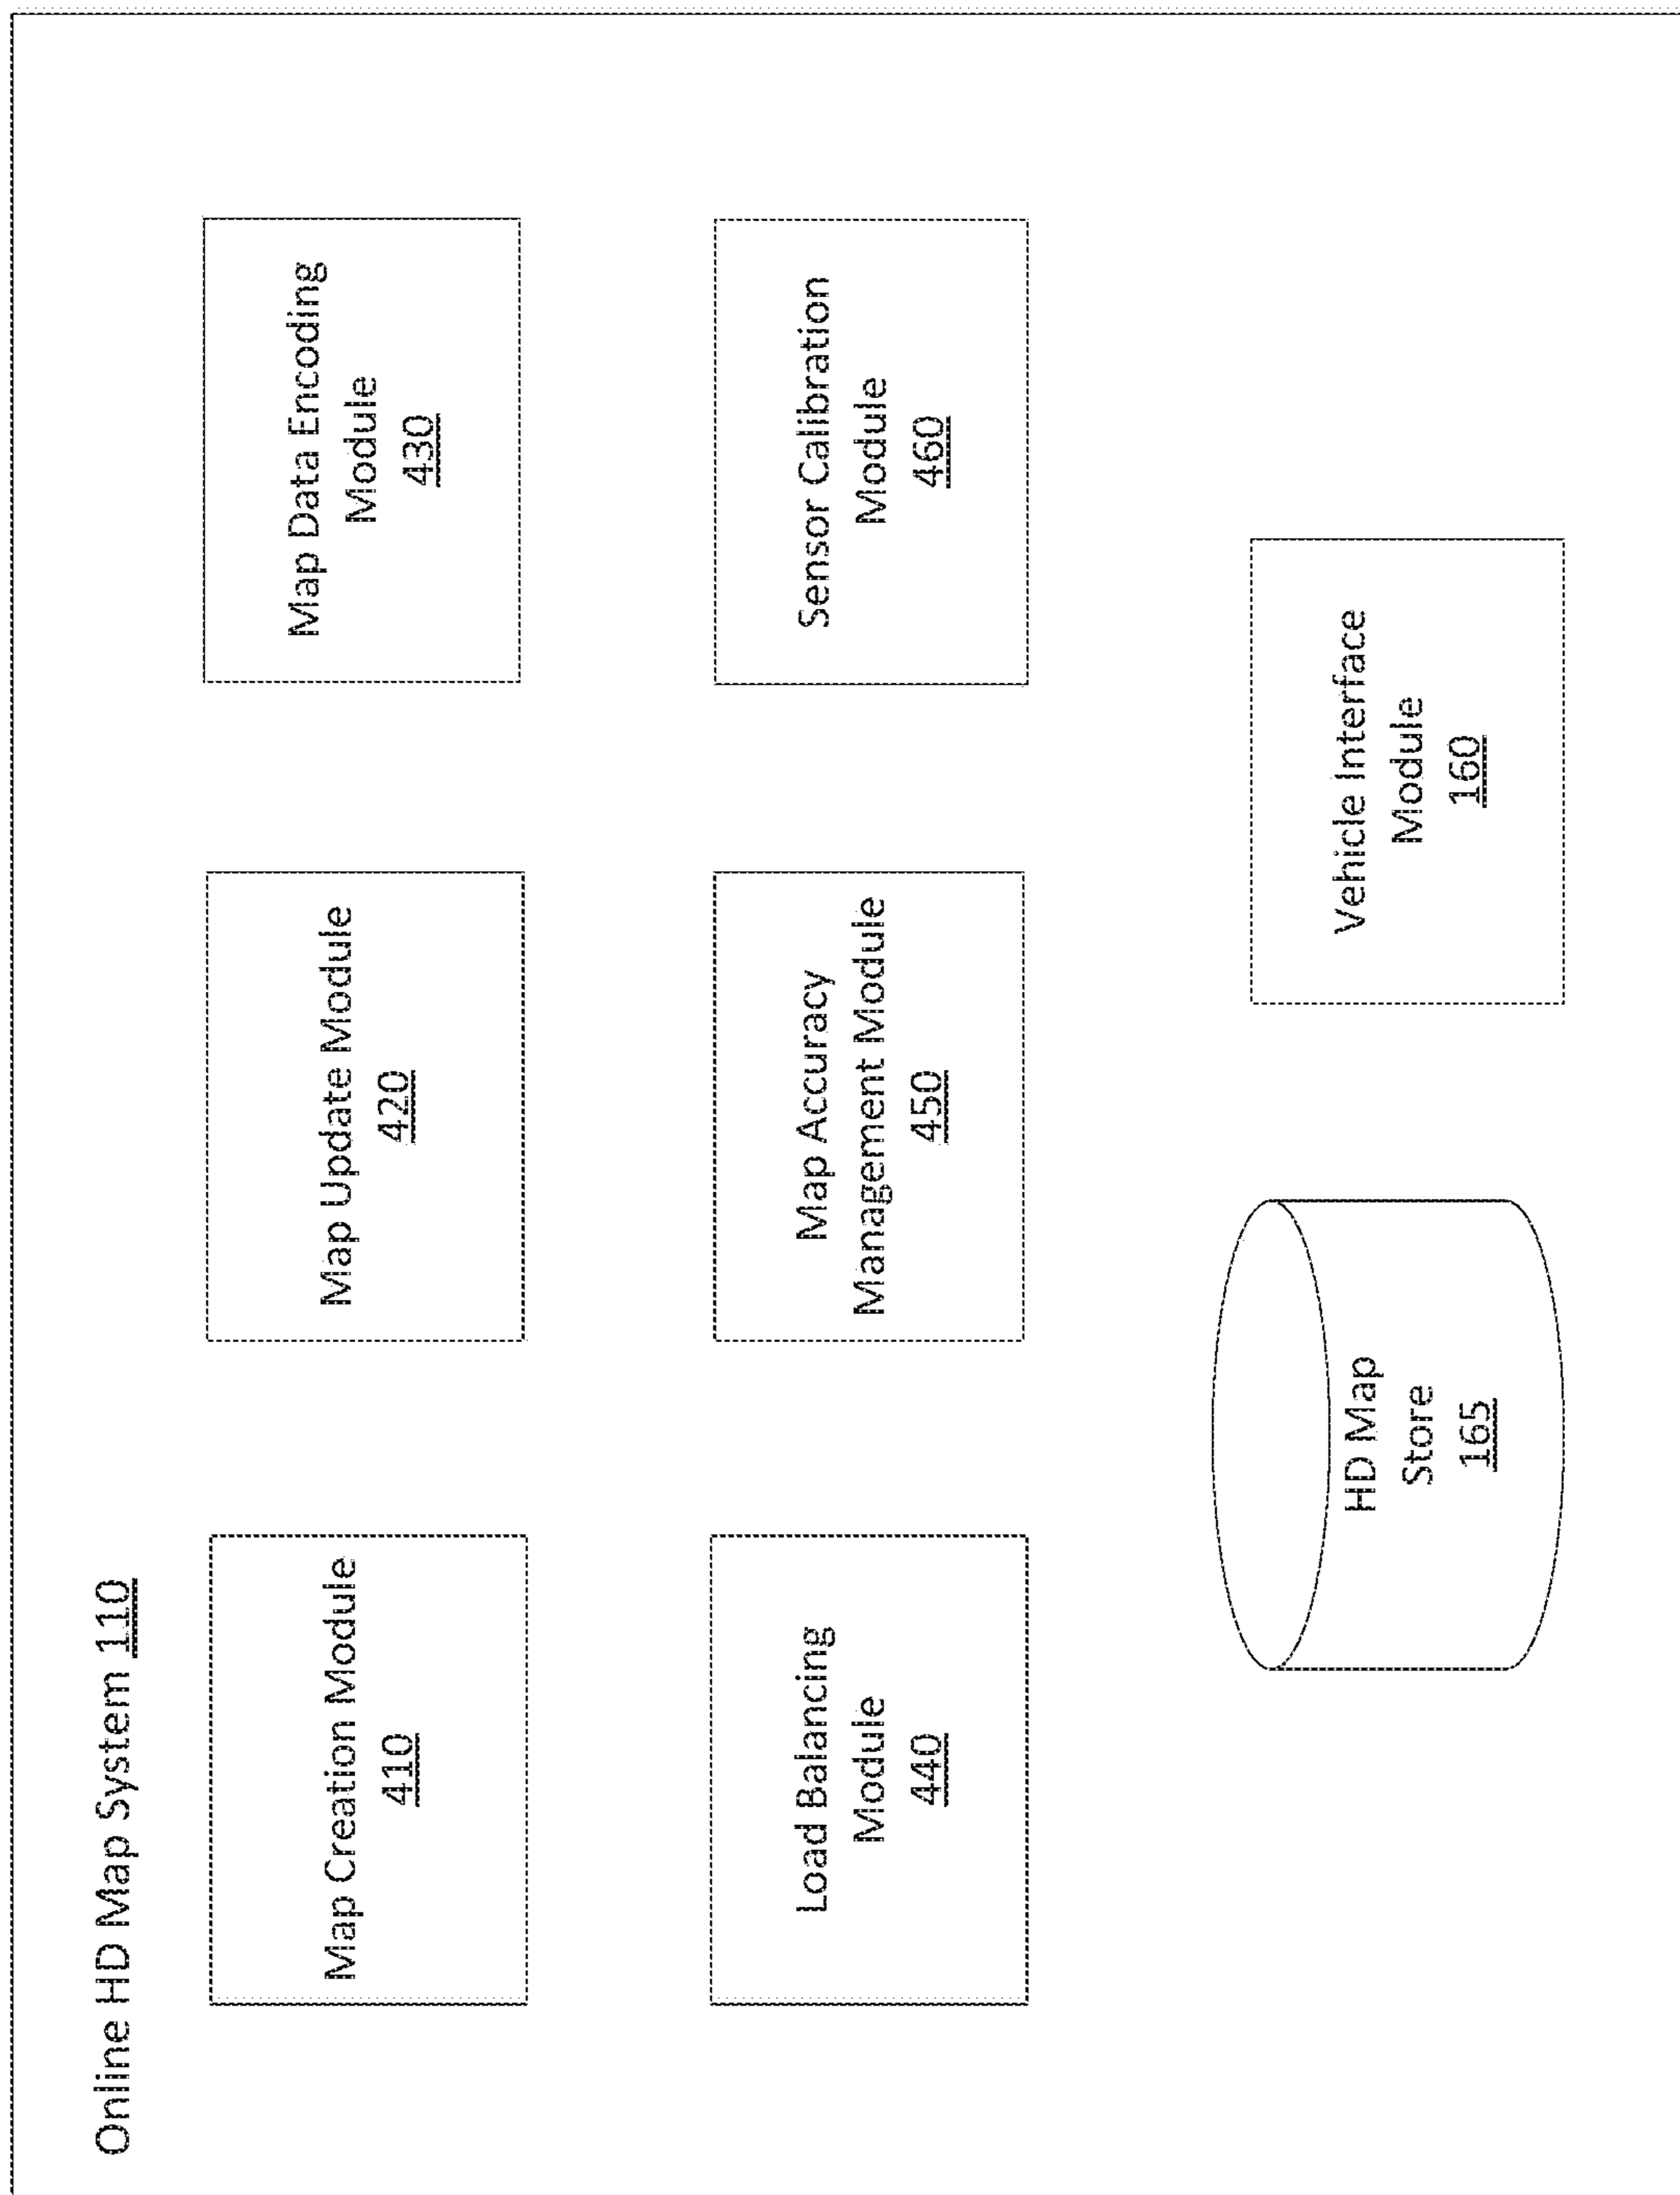 Online HD Map System 110
Map Creation Module
410
Map Update Module
420
Map Data Encoding
Module
430
Load Balancing
Module
440
Map Accuracy
Management Module
450
Sensor Calibration
Module
460
HD Map
Store
165
Vehicle Interface
Module
160